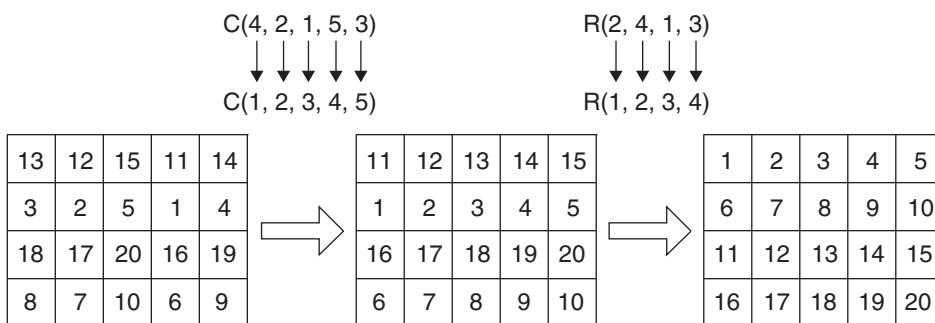 C(4, 2, 1, 5, 3) R(2, 4, 1, 3)
C(1, 2, 3, 4, 5) R(1, 2, 3, 4)
13 12 15 11 14 11 12 13 14 15 1 2 3 4 5
3 2 5 1 4 1 2 3 4 5 6 7 8 9 10
18 17 20 16 19 16 17 18 19 20 11 12 13 14 15
8 7 10 6 9 6 7 8 9 10 16 17 18 19 20